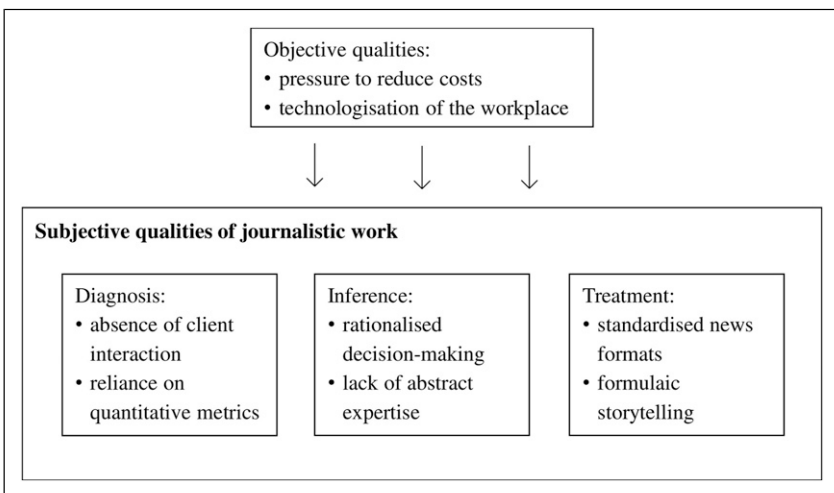 Objective qualities:
• pressure to reduce costs
• technologisation of the workplace
Subjective qualities of journalistic work
Diagnosis:
• absence of client
interaction
• reliance on
quantitative metrics
Inference:
• rationalised
decision-making
• lack of abstract
expertise
Treatment:
• standardised news
formats
• formulaic
storytelling